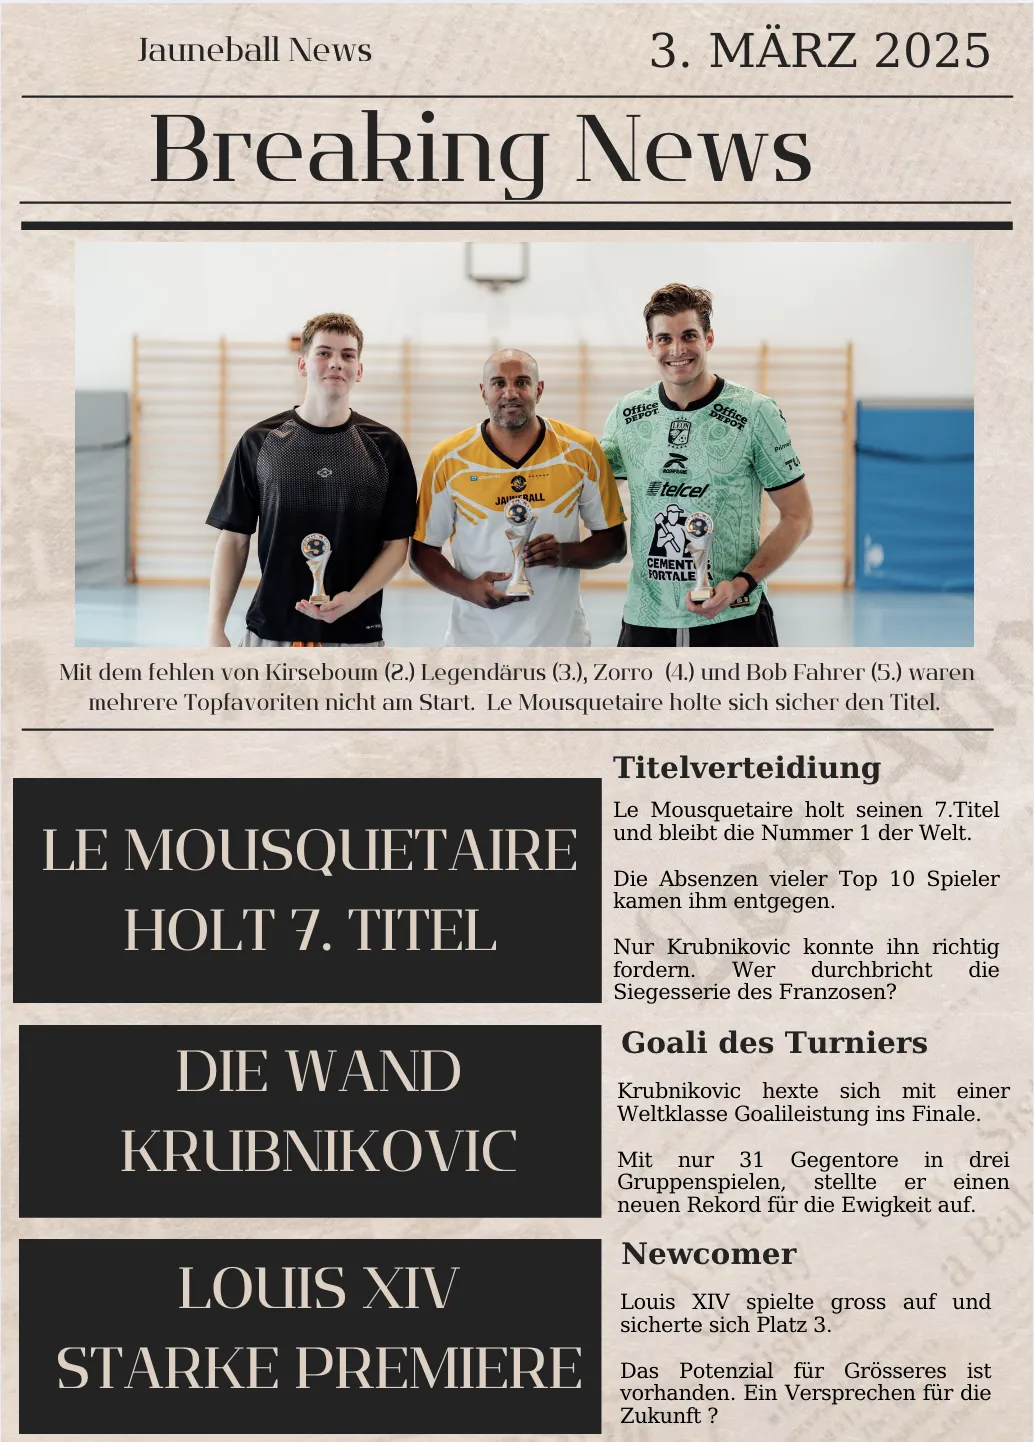 Jauneball News
3. MÄRZ 2025
Breaking News
Office
DEPOT
Office
DEPOT
LEON
telcel
CEMENTOS
FORTALEZA
JAUNEBALL
Mit dem fehlen von Kirseboum (2.) Legendärus (3.), Zorro (4.) und Bob Fahrer (5.) waren
mehrere Topfavoriten nicht am Start. Le Mousquetaire holte sich sicher den Titel.
LE MOUSQUETAIRE
HOLT 7. TITEL
Titelverteidiung
Le Mousquetaire holt seinen 7.Titel
und bleibt die Nummer 1 der Welt.
Die Absenzen vieler Top 10 Spieler
kamen ihm entgegen.
Nur Krubnikovic konnte ihn richtig
fordern. Wer durchbricht die
Siegesserie des Franzosen?
DIE WAND
KRUBNIKOVIC
Goali des Turniers
Krubnikovic hexte sich mit einer
Weltklasse Goalileistung ins Finale.
Mit nur 31 Gegentore in drei
Gruppenspielen, stellte er einen
neuen Rekord für die Ewigkeit auf.
LOUIS XIV
STARKE PREMIERE
Newcomer
Louis XIV spielte gross auf und
sicherte sich Platz 3.
Das Potenzial für Grösseres ist
vorhanden. Ein Versprechen für die
Zukunft ?